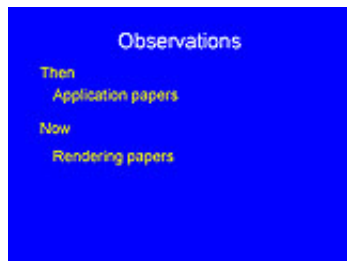 Observations
Then
Application papers
Now
Rendering papers